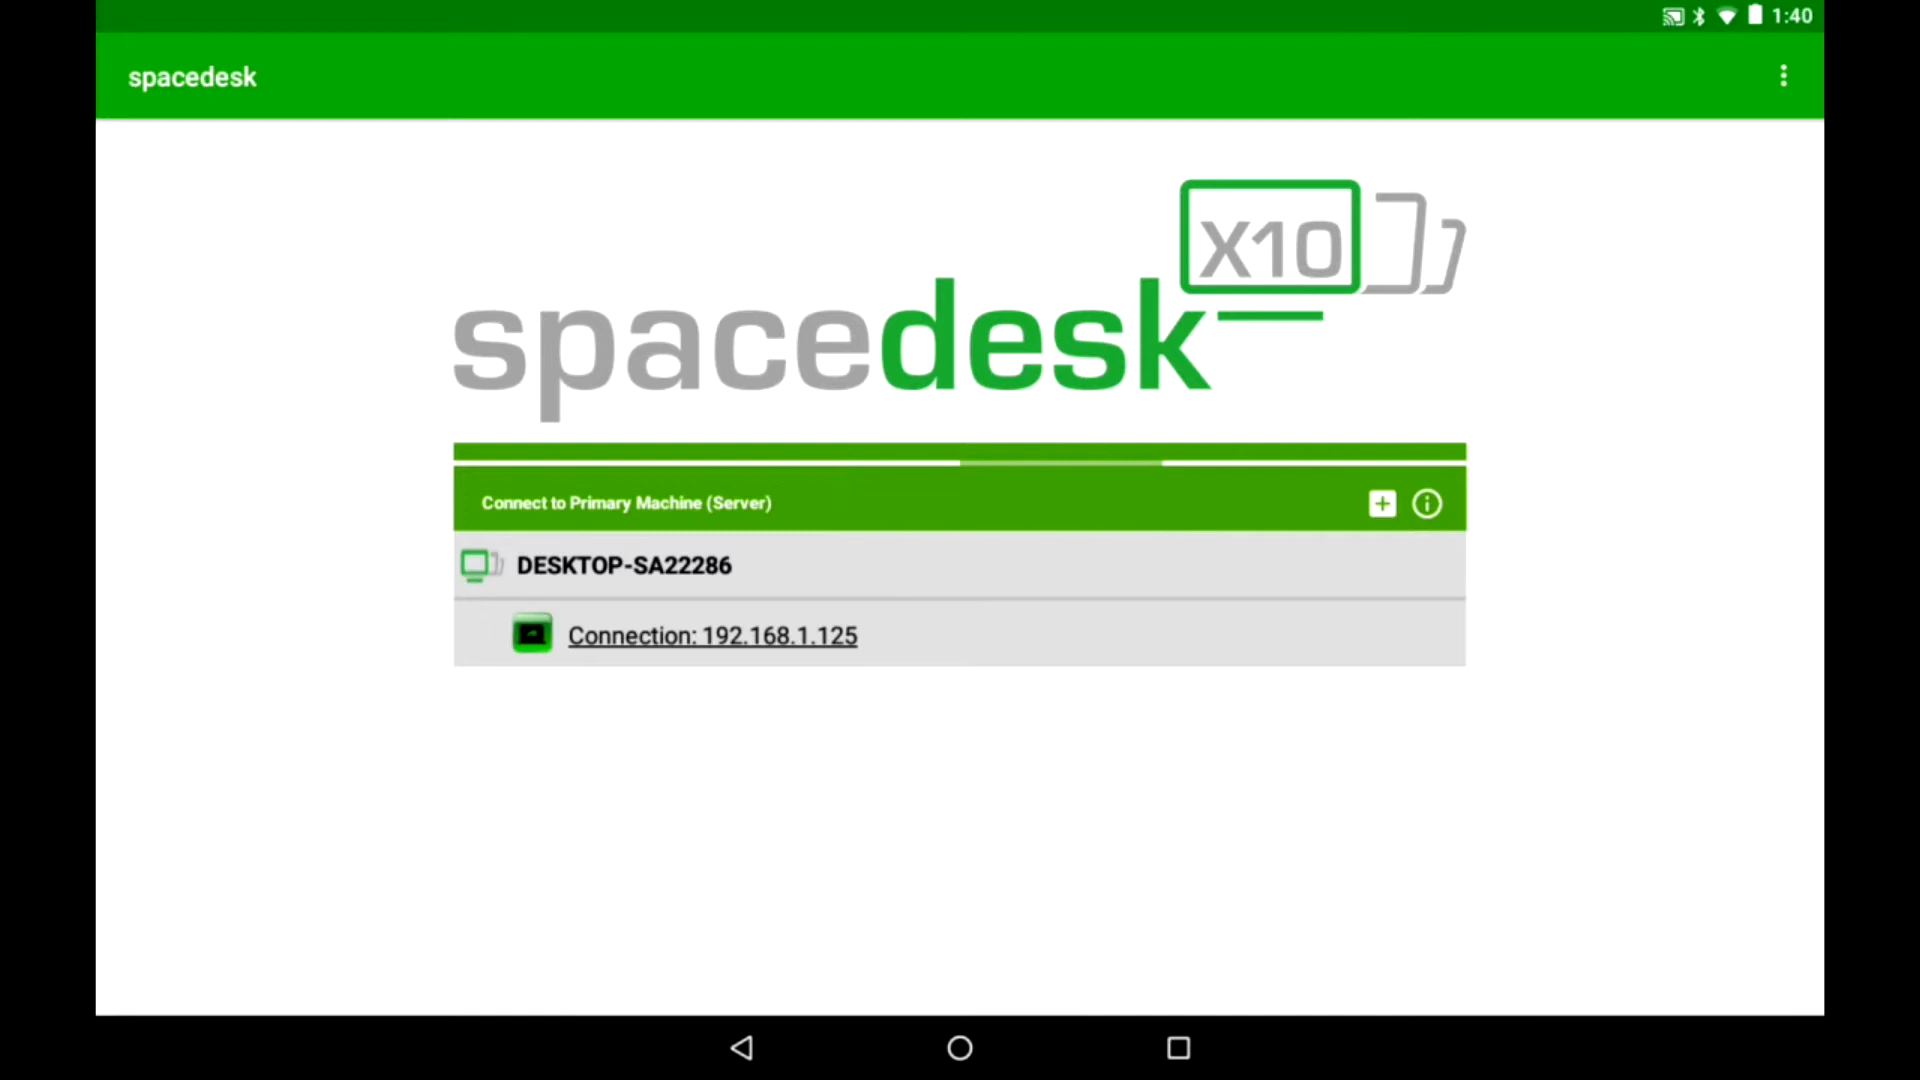 1:40
spacedesk
X10
spacedesk
Connect to Primary Machine (Server)
DESKTOP-SA22286
Connection: 192.168.1.125